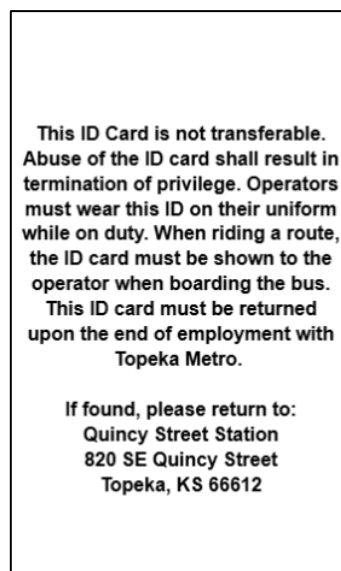 This ID Card is not transferable.
Abuse of the ID card shall result in
termination of privilege. Operators
must wear this ID on their uniform
while on duty. When riding a route,
the ID card must be shown to the
operator when boarding the bus.
This ID card must be returned
upon the end of employment with
Topeka Metro.
If found, please return to:
Quincy Street Station
820 SE Quincy Street
Topeka, KS 66612